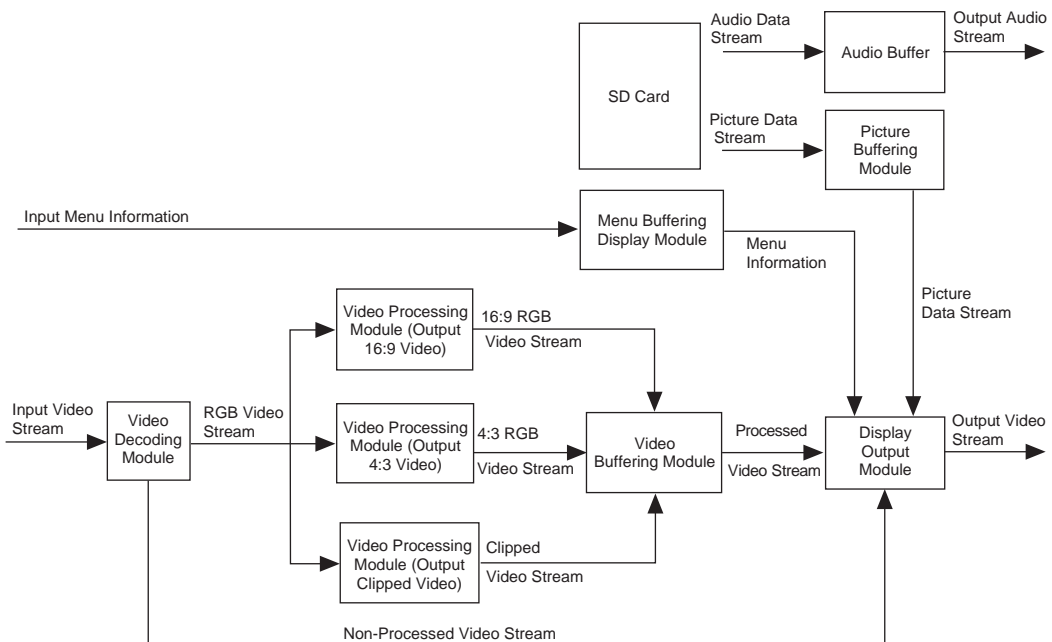 Audio Data
Stream
Audio Buffer
Output Audio
Stream
SD Card
Picture Data
Stream
Picture
Buffering
Module
Input Menu Information
Menu Buffering
Display Module
Menu
Information
Picture
Data Stream
Video Processing
Module (Output
16:9 Video)
16:9 RGB
Video Stream
Input Video
Stream
Video
Decoding
Module
RGB Video
Stream
Video Processing
Module (Output
4:3 Video)
4:3 RGB
Video Stream
Video
Buffering Module
Processed
Video Stream
Display
Output
Module
Output Video
Stream
Video Processing
Module (Output
Clipped Video)
Clipped
Video Stream
Non-Processed Video Stream